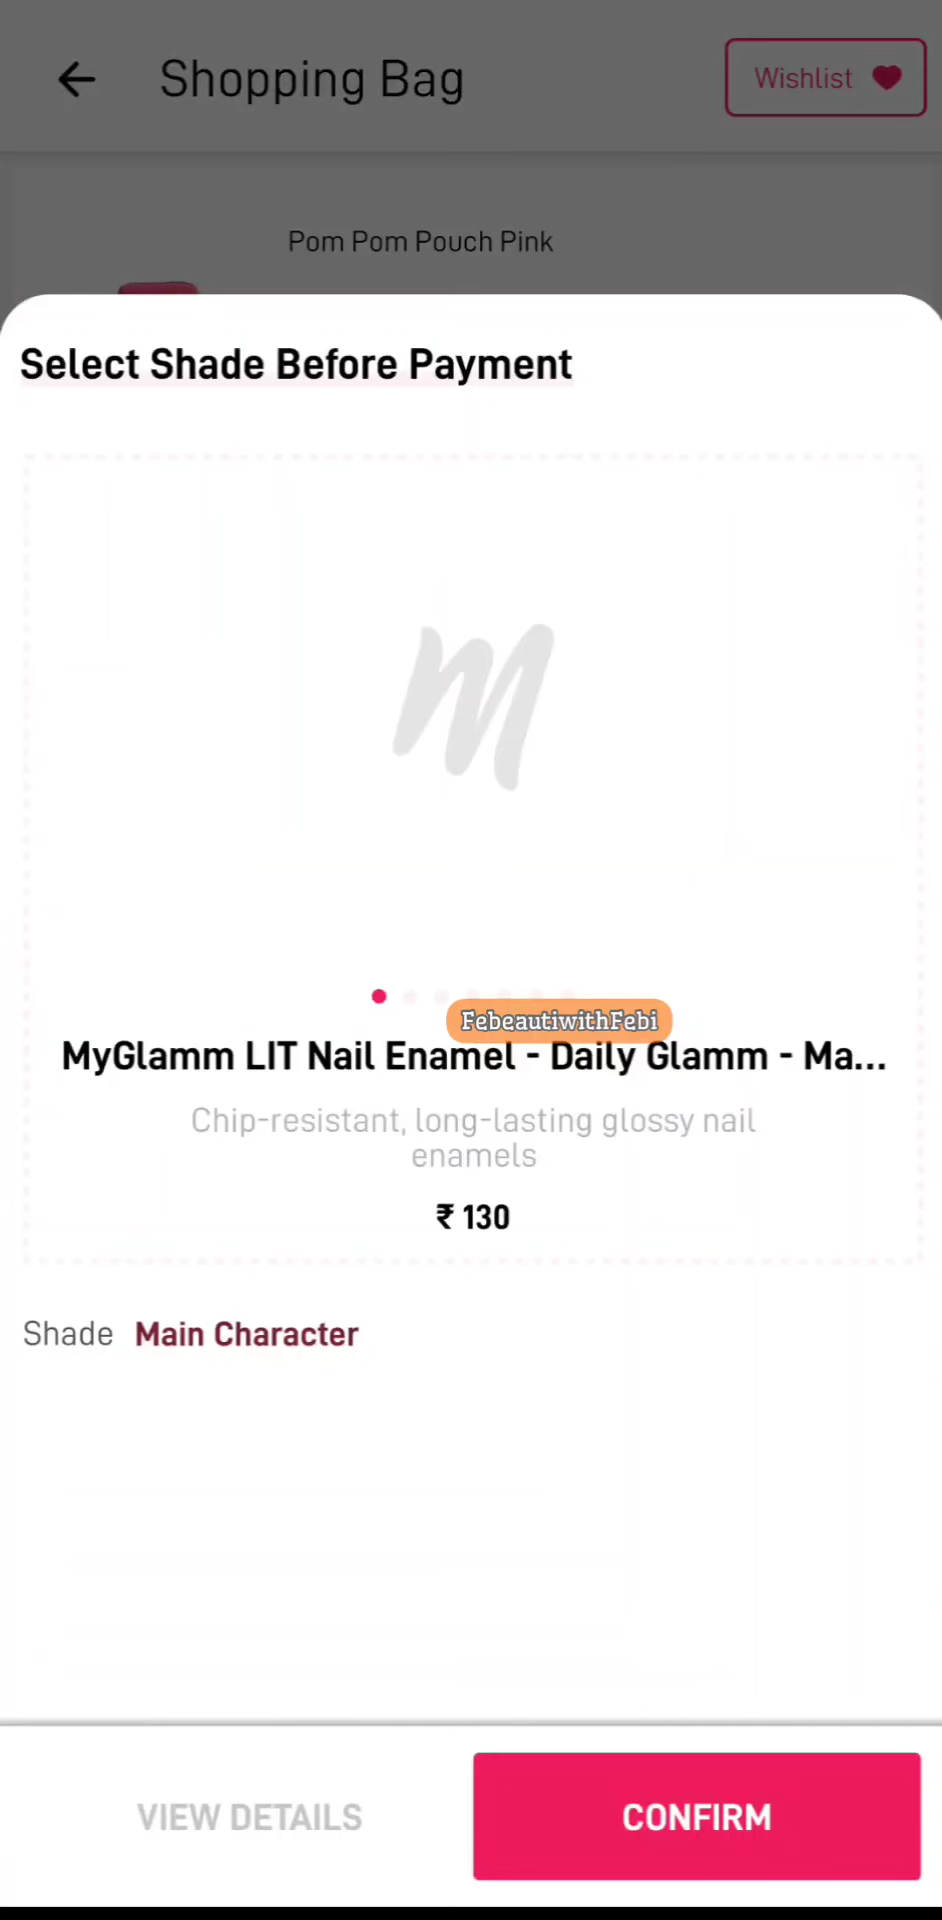 Shopping Bag
Wishlist
Pom Pom Pouch Pink
Select Shade Before Payment
FebeautiwithFebi
MyGlamm LIT Nail Enamel - Daily Glamm - Ma...
Chip-resistant, long-lasting glossy nail
enamels
₹ 130
Shade Main Character
VIEW DETAILS
CONFIRM